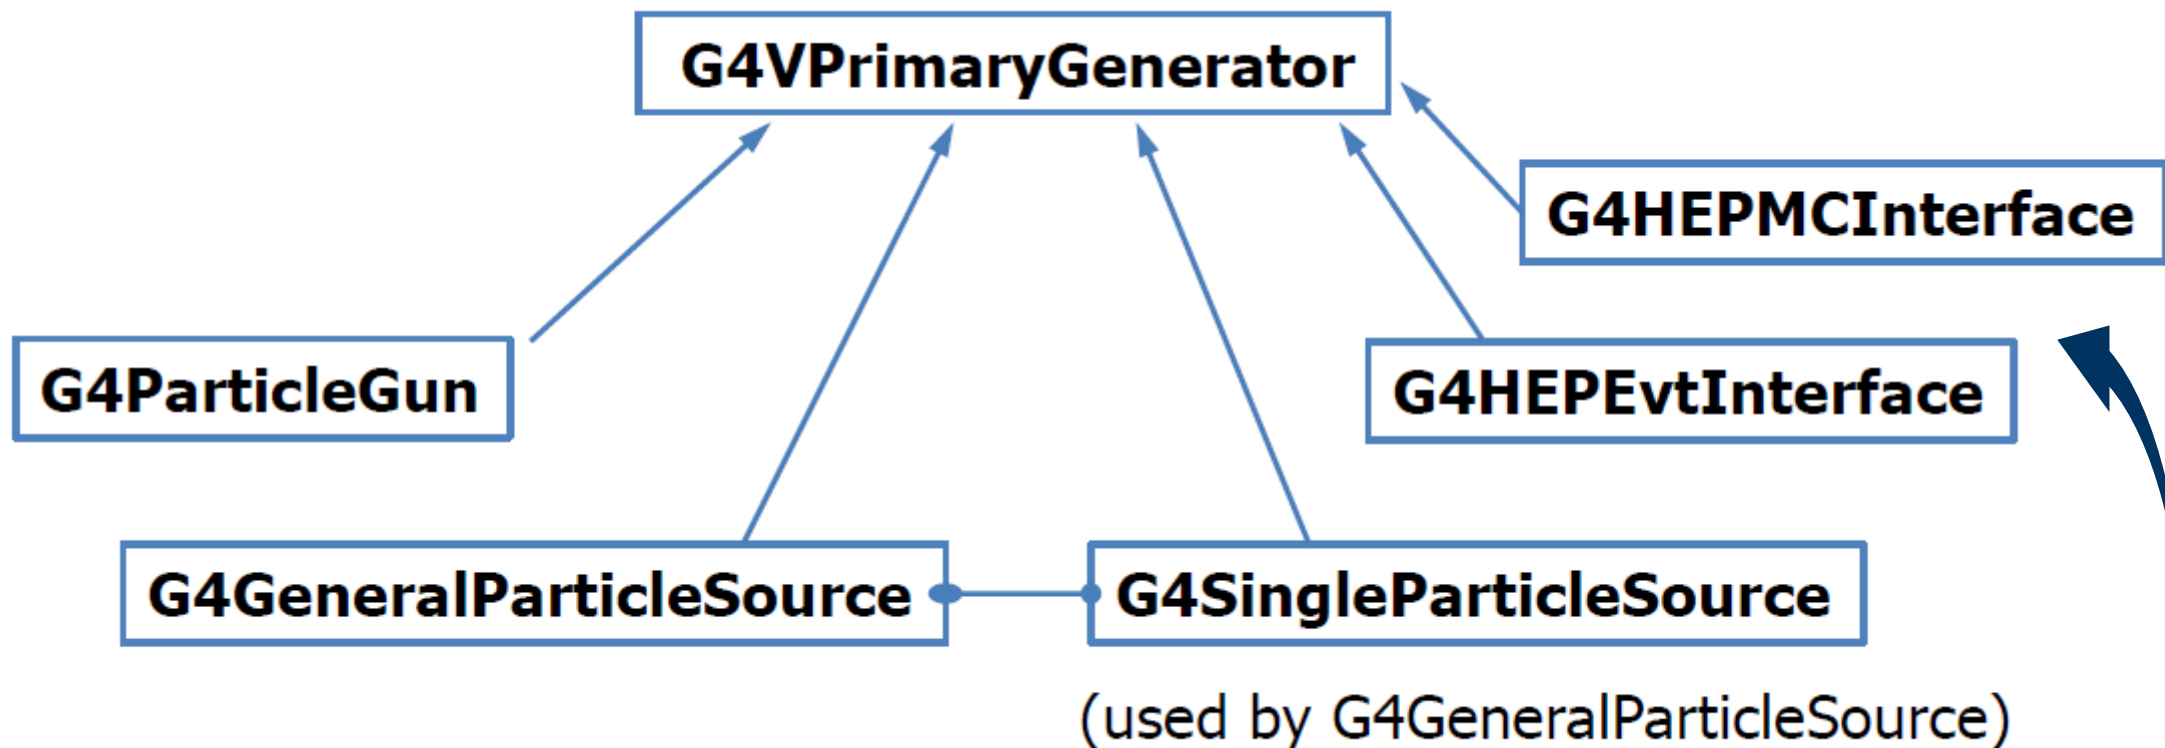 G4VPrimaryGenerator
G4HEPMCInterface
G4ParticleGun
G4HEPEvtInterface
G4GeneralParticleSource
G4SingleParticleSource
(used by G4GeneralParticleSource)